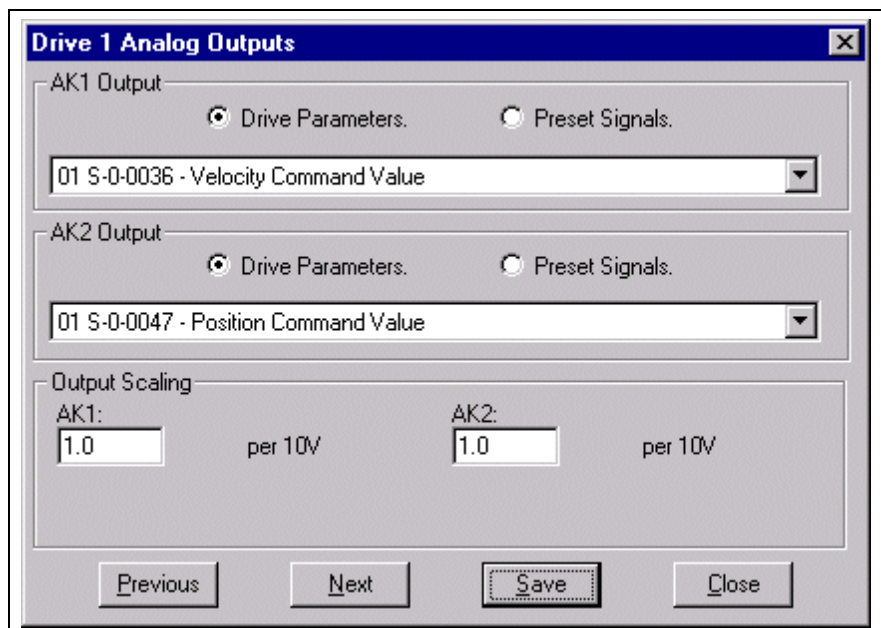 Drive 1 Analog Outputs
AK1 Output
Drive Parameters. Preset Signals.
01 S-0-0036 - Velocity Command Value
AK2 Output
Drive Parameters. Preset Signals.
01 S-0-0047 - Position Command Value
Output Scaling
AK1: AK2:
1.0 per 10V 1.0 per 10V
Previous Next Save Close